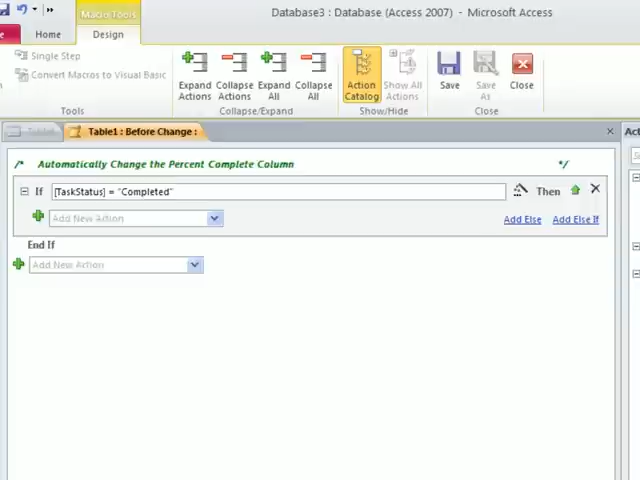 Macro Tools
Database3 : Database (Access 2007) - Microsoft Access
Home
Design
Single Step
Convert Macros to Visual Basic
Expand Actions
Collapse Actions
Expand All
Collapse All
Action Catalog
Show All Actions
Save
Save As
Close
Tools
Collapse/Expand
Show/Hide
Close
Table1 : Before Change :
/* Automatically Change the Percent Complete Column */
If [TaskStatus] = "Completed" Then
Add New Action
Add Else
Add Else If
End If
Add New Action